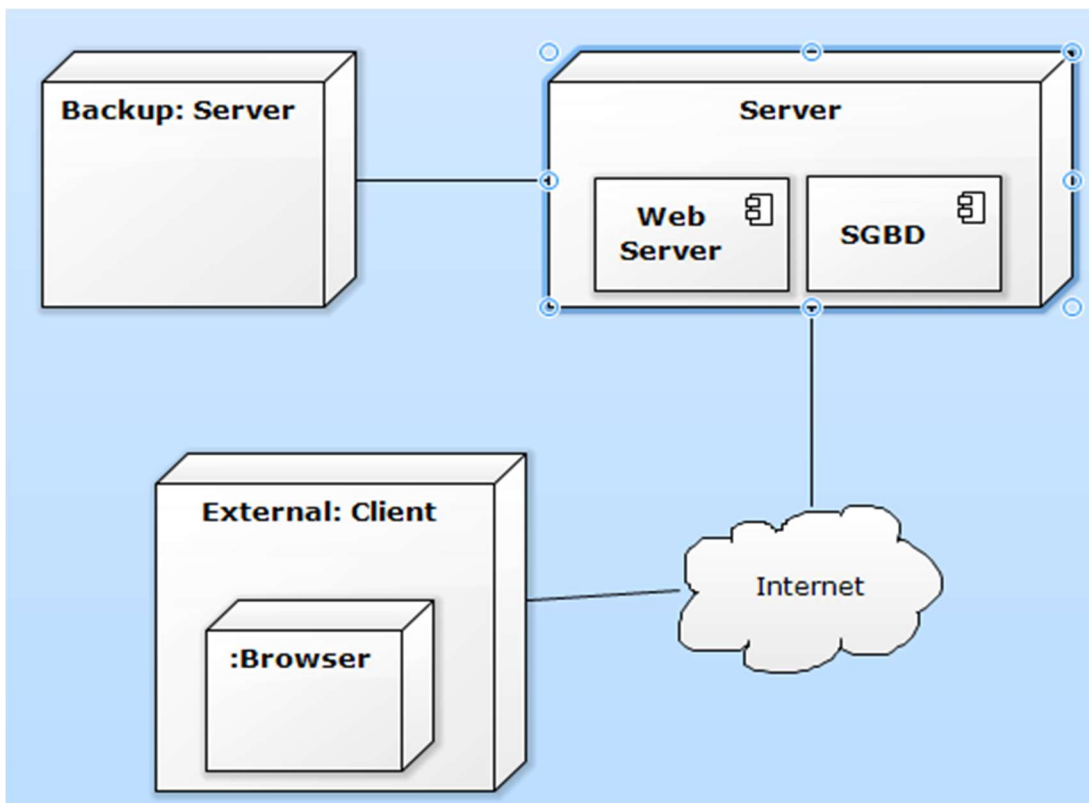 Backup: Server
Server
Web
Server
SGBD
External: Client
:Browser
Internet